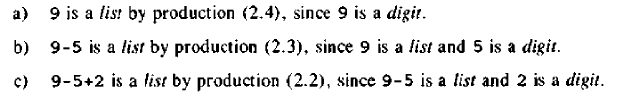 a) 9 is a list by production (2.4), since 9 is a digit.
b) 9-5 is a list by production (2.3), since 9 is a list and 5 is a digit.
c) 9-5+2 is a list by production (2.2), since 9-5 is a list and 2 is a digit.